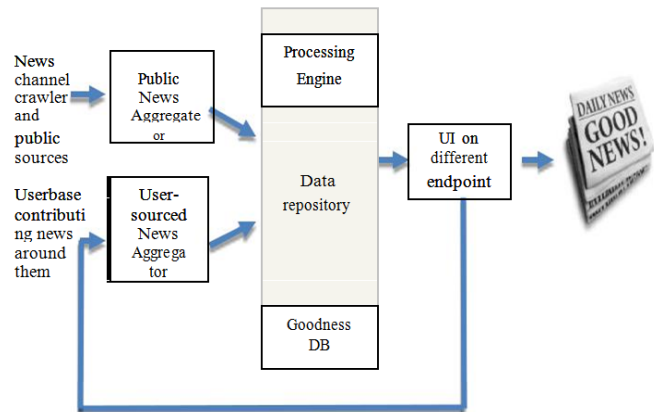 News
channel
crawler
and
public
sources
Public
News
Aggregate
or
Processing
Engine
Userbase
contributi
ng news
around
them
User-
sourced
News
Aggrega
tor
Data
repository
Goodness
DB
UI on
different
endpoint
DAILY NEWS
GOOD
NEWS!